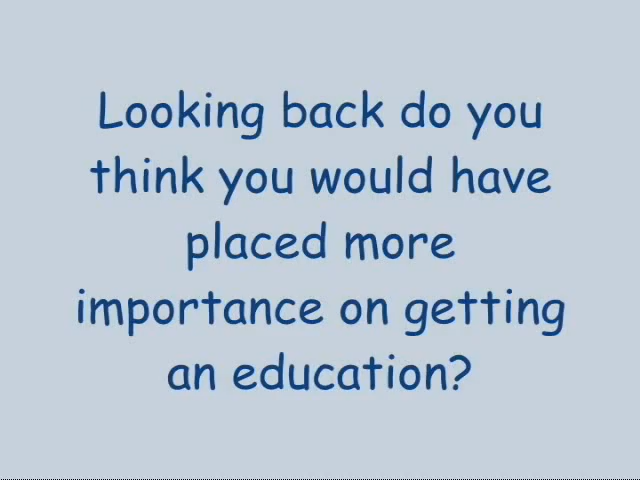 Looking back do you
think you would have
placed more
importance on getting
an education?